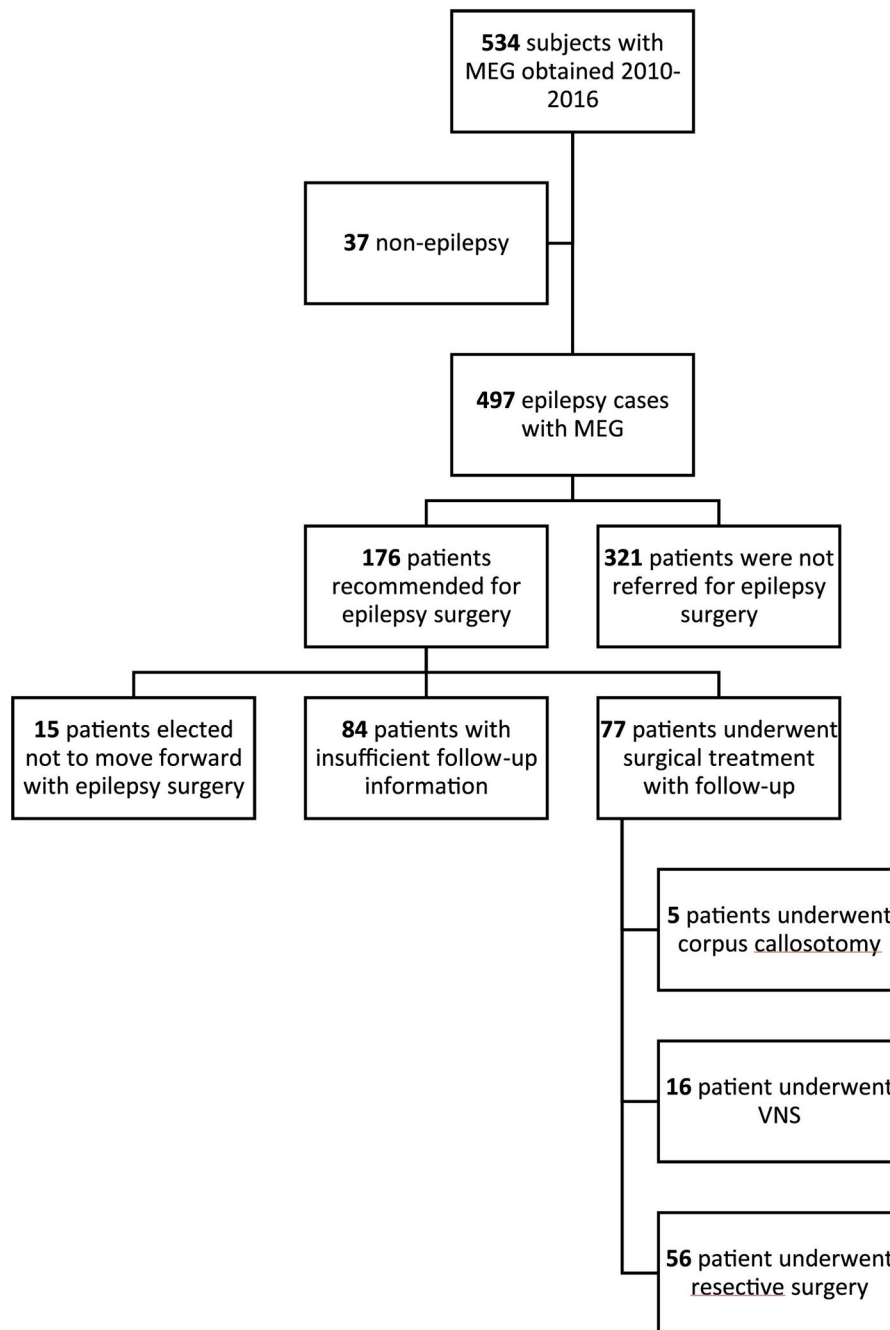 534 subjects with
MEG obtained 2010-
2016
37 non-epilepsy
497 epilepsy cases
with MEG
176 patients
recommended for
epilepsy surgery
321 patients were not
referred for epilepsy
surgery
15 patients elected
not to move forward
with epilepsy surgery
84 patients with
insufficient follow-up
information
77 patients underwent
surgical treatment
with follow-up
5 patients underwent
corpus callosotomy
16 patient underwent
VNS
56 patient underwent
resective surgery